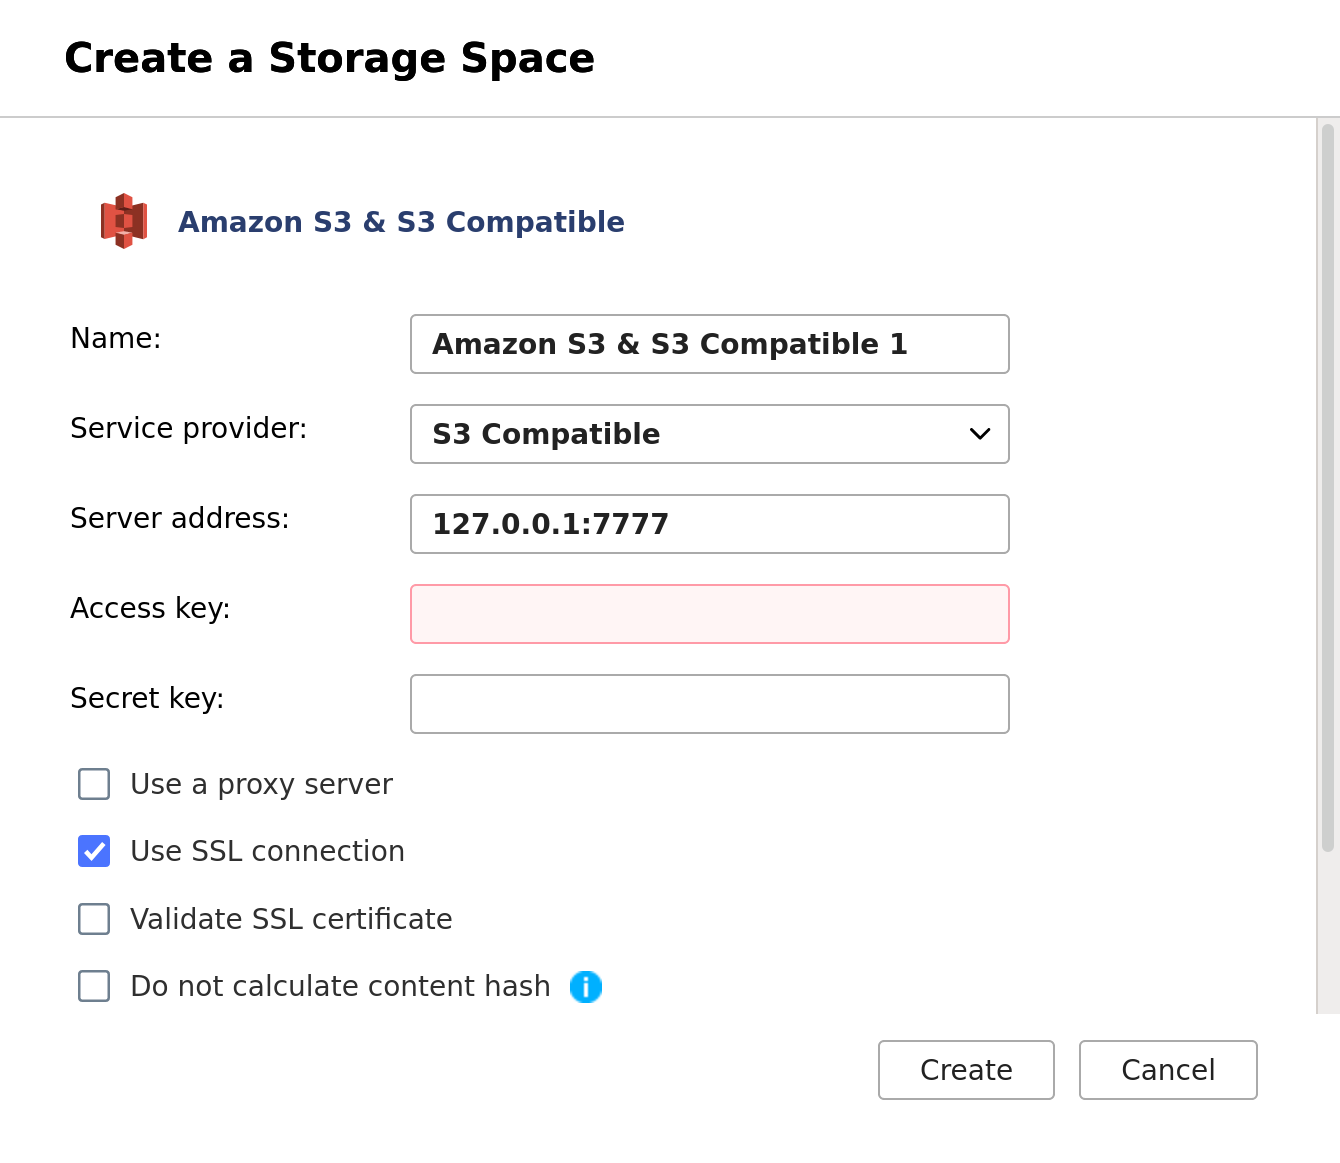 Create a Storage Space
Amazon S3 & S3 Compatible
Name:
Amazon S3 & S3 Compatible 1
Service provider:
S3 Compatible
Server address:
127.0.0.1:7777
Access key:
Secret key:
Use a proxy server
Use SSL connection
Validate SSL certificate
Do not calculate content hash
Create
Cancel